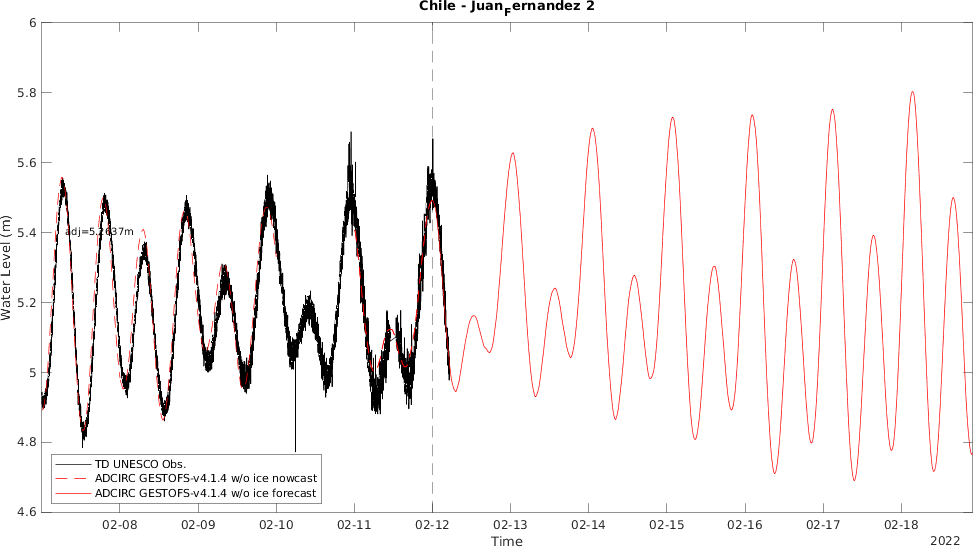 Chile - Juan_Fernandez 2
6
5.8
5.6
5.4
5.2
5
4.8
4.6
Water Level (m)
adj=5.2637m
TD UNESCO Obs.
ADCIRC GESTOFS-v4.1.4 w/o ice nowcast
ADCIRC GESTOFS-v4.1.4 w/o ice forecast
02-08 02-09 02-10 02-11 02-12 02-13 02-14 02-15 02-16 02-17 02-18
Time
2022